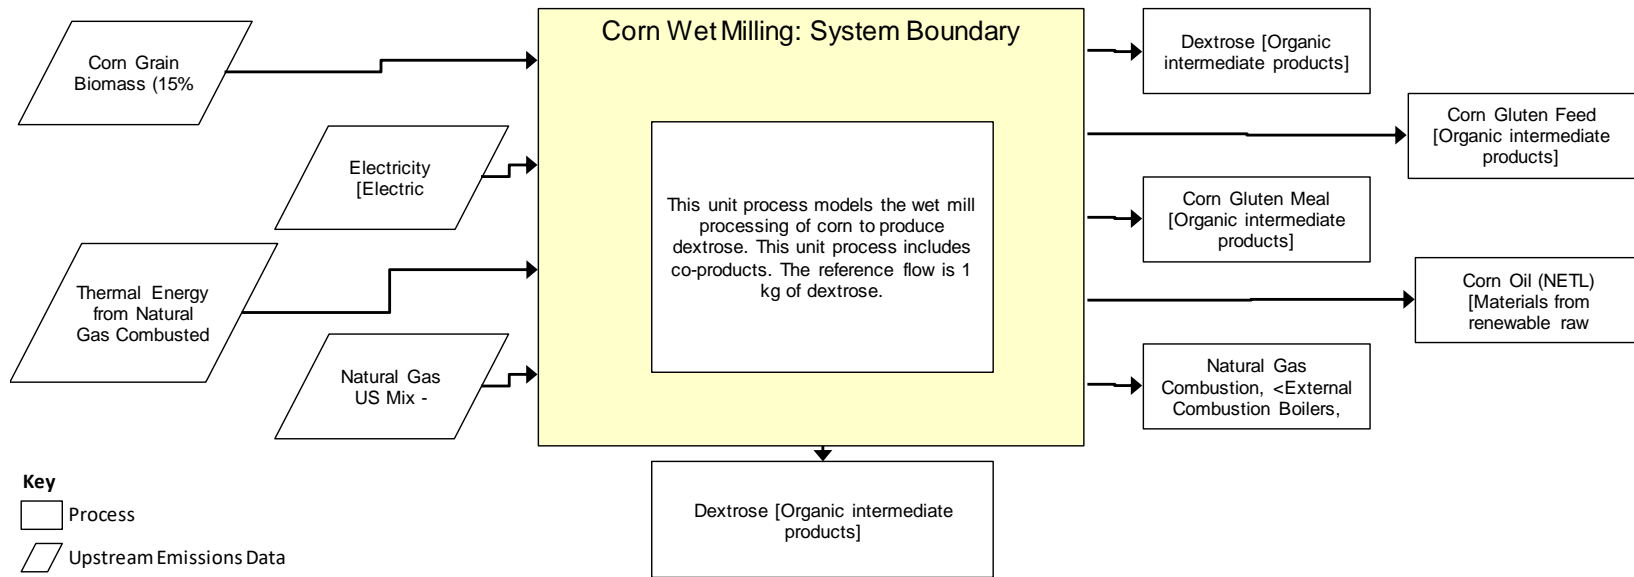 Corn Wet Milling: System Boundary
Corn Grain
Biomass (15%
Electricity
[Electric
Thermal Energy
from Natural
Gas Combusted
Natural Gas
US Mix -
This unit process models the wet mill
processing of corn to produce
dextrose. This unit process includes
co-products. The reference flow is 1
kg of dextrose.
Dextrose [Organic
intermediate products]
Corn Gluten Feed
[Organic intermediate
products]
Corn Gluten Meal
[Organic intermediate
products]
Corn Oil (NETL)
[Materials from
renewable raw
Natural Gas
Combustion, <External
Combustion Boilers,
Dextrose [Organic intermediate
products]
Key
Process
Upstream Emissions Data